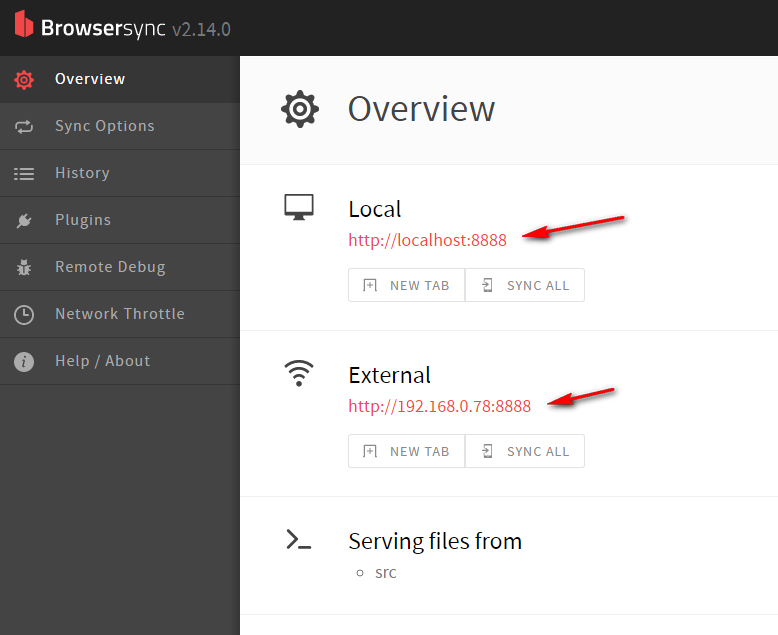 Browsersync v2.14.0
Overview
Sync Options
History
Plugins
Remote Debug
Network Throttle
Help / About
Overview
Local
http://localhost:8888
NEW TAB SYNC ALL
External
http://192.168.0.78:8888
NEW TAB SYNC ALL
Serving files from
src